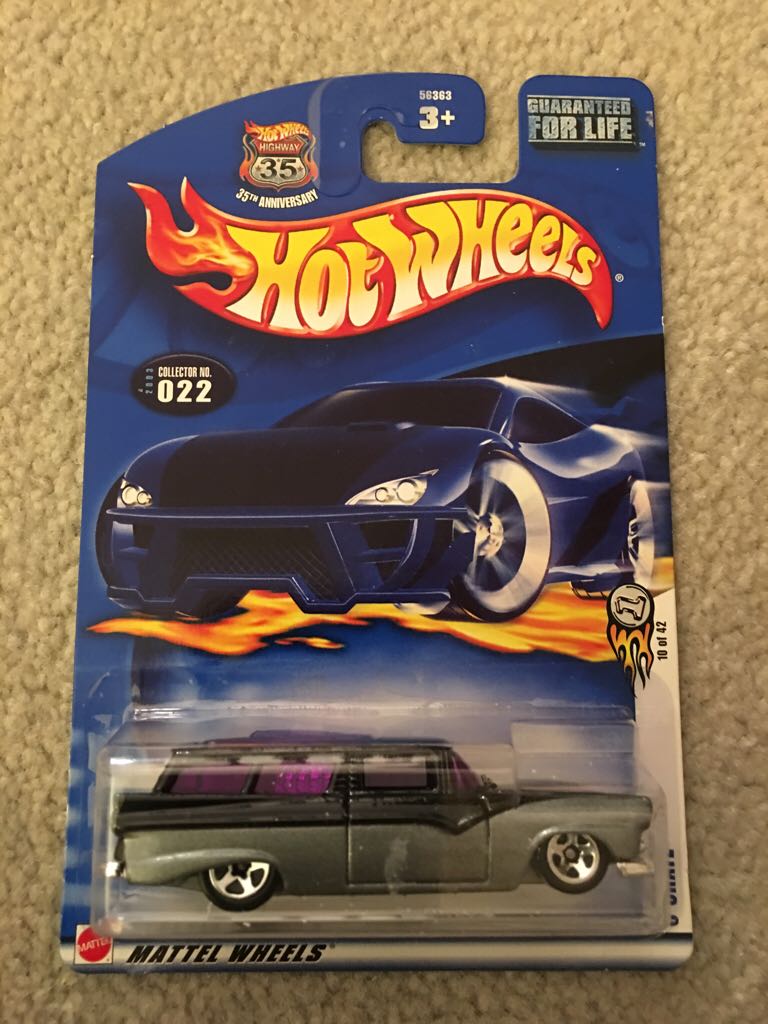 56363
3+
GUARANTEED
FOR LIFE
HOT WHEELS
HIGHWAY
35
35TH ANNIVERSARY
HOT WHEELS
2003
COLLECTOR NO.
022
1
10 of 42
MATTEL
MATTEL WHEELS